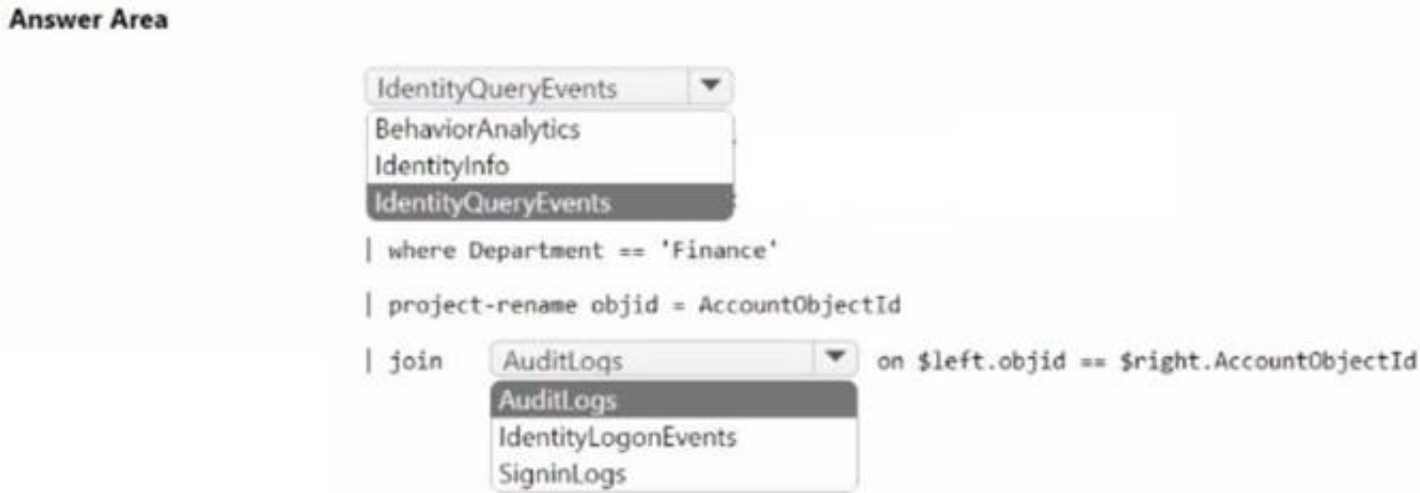 Answer Area
IdentityQueryEvents
BehaviorAnalytics
IdentityInfo
IdentityQueryEvents
| where Department == 'Finance'
| project-rename objid = AccountObjectId
| join AuditLogs on $left.objid == $right.AccountObjectId
AuditLogs
IdentityLogonEvents
SigninLogs